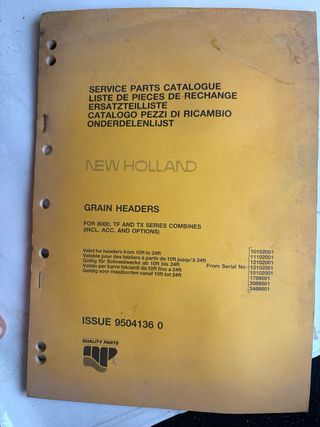 SERVICE PARTS CATALOGUE
LISTE DE PIECES DE RECHANGE
ERSATZTEILLISTE
CATALOGO PEZZI DI RICAMBIO
ONDERDELENLIJST
NEW HOLLAND
GRAIN HEADERS
FOR 8000, TF AND TX SERIES COMBINES
(INCL. ACC. AND OPTIONS)
Valid for headers from 10ft to 24ft
Valable pour des tabliers à partir de 10ft jusqu'à 24ft
Gültig für Schneidwerke ab 10ft bis 24ft
Valido per barre falcianti da 10ft fino a 24ft
Geldig voor maaiborden vanaf 10ft tot 24ft
From Serial No.:
10102001
11102001
12102001
13102001
15102001
1789001
2089001
2489001
ISSUE 9504136 0
QUALITY PARTS